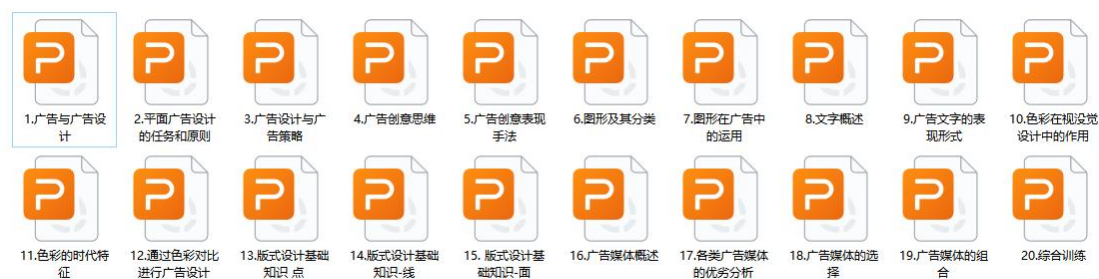 1.广告与广告设
计
2.平面广告设计
的任务和原则
3.广告设计与广
告策略
4.广告创意思维
5.广告创意表现
手法
6.图形及其分类
7.图形在广告中
的运用
8.文字概述
9.广告文字的表
现形式
10.色彩在视没觉
设计中的作用
11.色彩的时代特
征
12.通过色彩对比
进行广告设计
13.版式设计基础
知识 点
14.版式设计基础
知识-线
15. 版式设计基
础知识-面
16.广告媒体概述
17.各类广告媒体
的优劣分析
18.广告媒体的选
择
19.广告媒体的组
合
20.综合训练